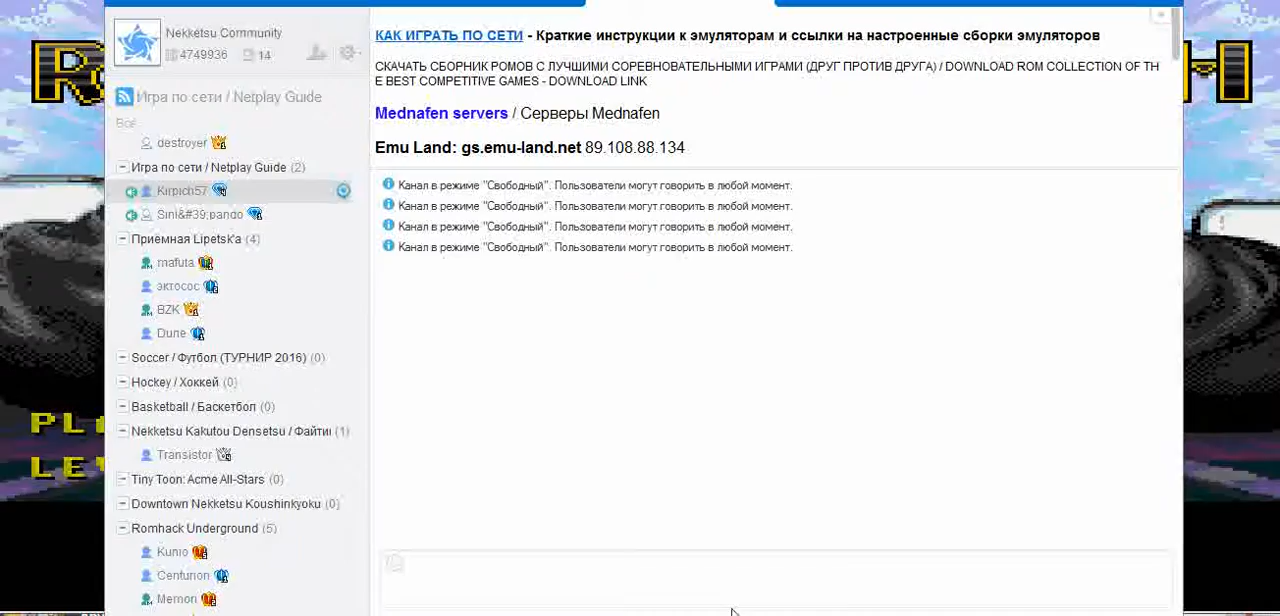 Nekketsu Community
4749936 14
Игра по сети / Netplay Guide
Все
destroyer
Игра по сети / Netplay Guide (2)
Kirpich57
Sini&#39;pando
Приёмная Lipetsk'a (4)
mafuta
эктосос
BZK
Dune
Soccer / Футбол (ТУРНИР 2016) (0)
Hockey / Хоккей (0)
Basketball / Баскетбол (0)
Nekketsu Kakutou Densetsu / Файтин (1)
Transistor
Tiny Toon: Acme All-Stars (0)
Downtown Nekketsu Koushinkyoku (0)
Romhack Underground (5)
Kunio
Centurion
Memori
КАК ИГРАТЬ ПО СЕТИ - Краткие инструкции к эмуляторам и ссылки на настроенные сборки эмуляторов
СКАЧАТЬ СБОРНИК РОМОВ С ЛУЧШИМИ СОРЕВНОВАТЕЛЬНЫМИ ИГРАМИ (ДРУГ ПРОТИВ ДРУГА) / DOWNLOAD ROM COLLECTION OF TH
E BEST COMPETITIVE GAMES - DOWNLOAD LINK
Mednafen servers / Серверы Mednafen
Emu Land: gs.emu-land.net 89.108.88.134
Канал в режиме "Свободный". Пользователи могут говорить в любой момент.
Канал в режиме "Свободный". Пользователи могут говорить в любой момент.
Канал в режиме "Свободный". Пользователи могут говорить в любой момент.
Канал в режиме "Свободный". Пользователи могут говорить в любой момент.
PL
LE